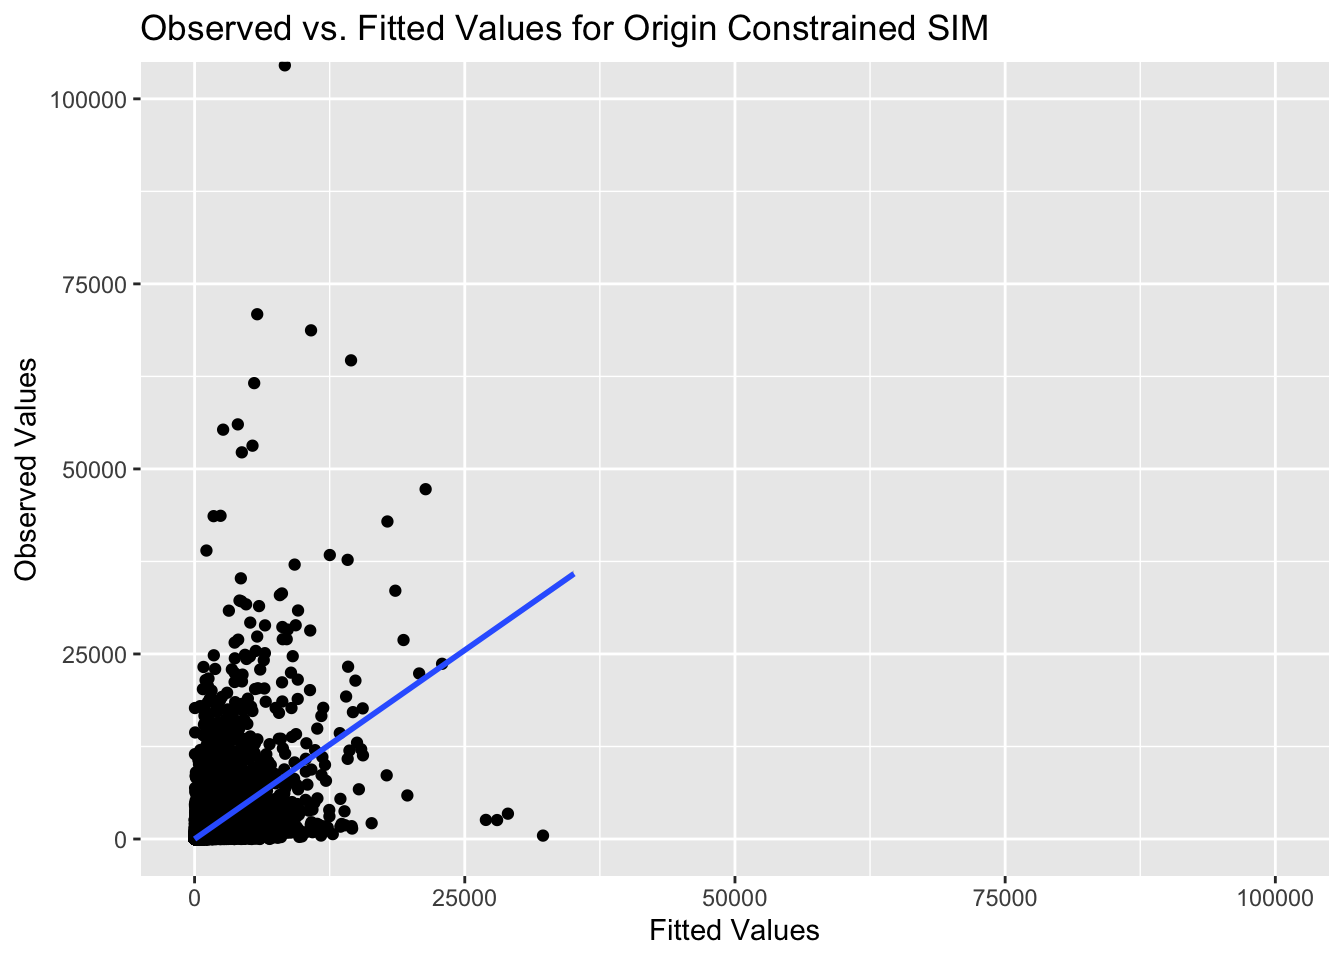 Observed vs. Fitted Values for Origin Constrained SIM
100000
75000
50000
25000
0
Observed Values
0 25000 50000 75000 100000
Fitted Values